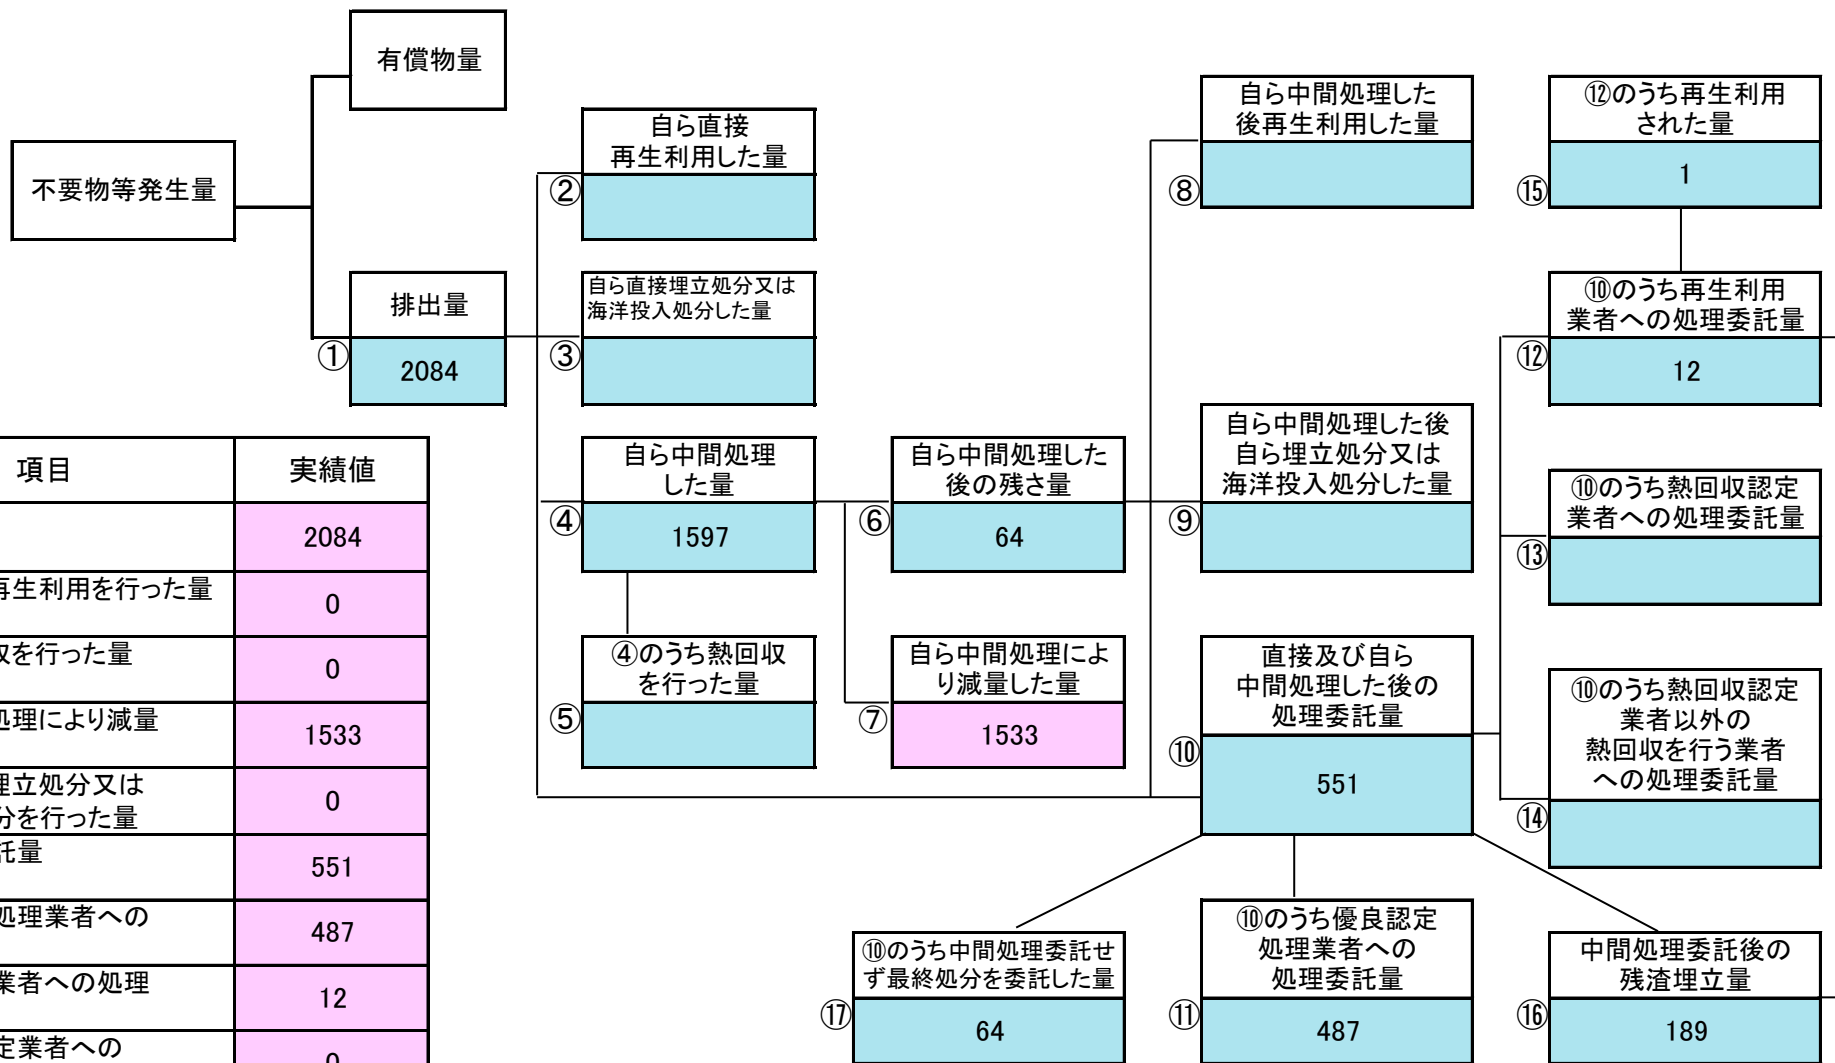 有償物量
不要物等発生量
排出量
①
2084
自ら直接
再生利用した量
②
自ら直接埋立処分又は
海洋投入処分した量
③
自ら中間処理
した量
④
1597
④のうち熱回収
を行った量
⑤
自ら中間処理した
後の残さ量
⑥
64
自ら中間処理によ
り減量した量
⑦
1533
自ら中間処理した
後再生利用した量
⑧
自ら中間処理した後
自ら埋立処分又は
海洋投入処分した量
⑨
直接及び自ら
中間処理した後の
処理委託量
⑩
551
⑫のうち再生利用
された量
⑮
1
⑩のうち再生利用
業者への処理委託量
⑫
12
⑩のうち熱回収認定
業者への処理委託量
⑬
⑩のうち熱回収認定
業者以外の
熱回収を行う業者
への処理委託量
⑭
⑩のうち中間処理委託せ
ず最終処分を委託した量
⑰
64
⑩のうち優良認定
処理業者への
処理委託量
⑪
487
中間処理委託後の
残渣埋立量
⑯
189
項目
実績値
2084
再生利用を行った量
0
収を行った量
0
処理により減量
1533
埋立処分又は
分を行った量
0
託量
551
処理業者への
487
業者への処理
12
定業者への
0